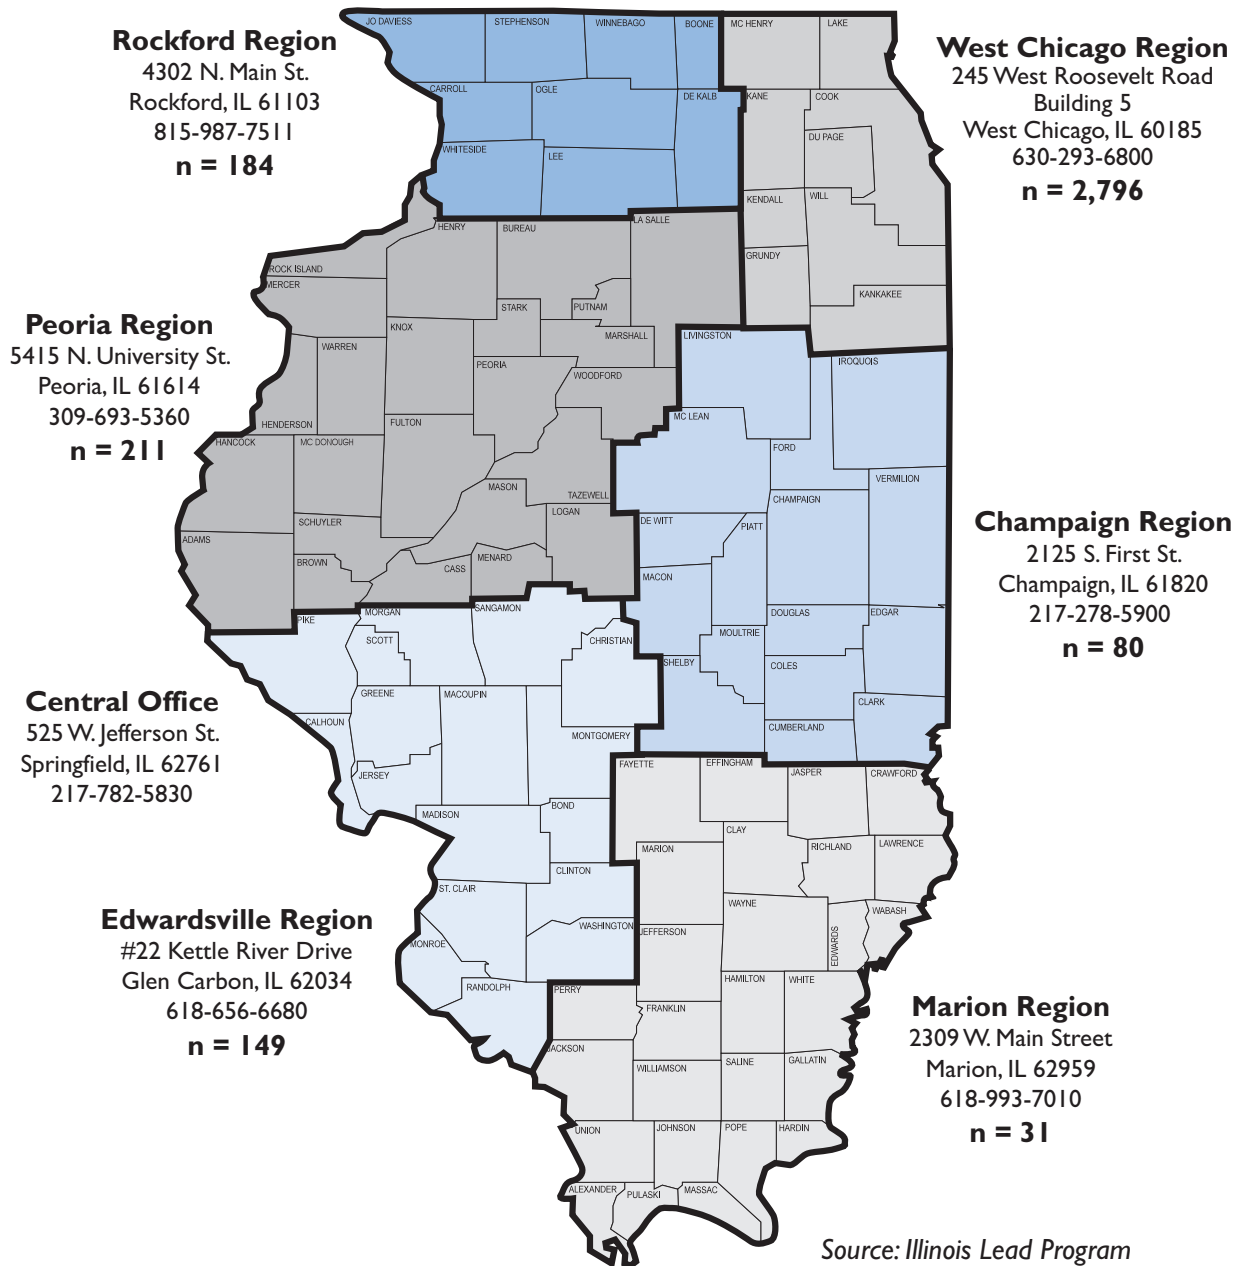 Rockford Region
4302 N. Main St.
Rockford, IL 61103
815-987-7511
n = 184
West Chicago Region
245 West Roosevelt Road
Building 5
West Chicago, IL 60185
630-293-6800
n = 2,796
Peoria Region
5415 N. University St.
Peoria, IL 61614
309-693-5360
n = 211
Champaign Region
2125 S. First St.
Champaign, IL 61820
217-278-5900
n = 80
Central Office
525 W. Jefferson St.
Springfield, IL 62761
217-782-5830
Edwardsville Region
#22 Kettle River Drive
Glen Carbon, IL 62034
618-656-6680
n = 149
Marion Region
2309 W. Main Street
Marion, IL 62959
618-993-7010
n = 31
JO DAVIESS
STEPHENSON
WINNEBAGO
BOONE
MC HENRY
LAKE
CARROLL
OGLE
DE KALB
KANE
COOK
DU PAGE
WHITESIDE
LEE
KENDALL
WILL
GRUNDY
KANKAKEE
ROCK ISLAND
HENRY
BUREAU
LA SALLE
MERCER
STARK
PUTNAM
KNOX
MARSHALL
WARREN
PEORIA
WOODFORD
HENDERSON
FULTON
HANCOCK
MC DONOUGH
MASON
TAZEWELL
LOGAN
SCHUYLER
ADAMS
BROWN
CASS
MENARD
LIVINGSTON
IROQUOIS
MC LEAN
FORD
VERMILION
CHAMPAIGN
DE WITT
PIATT
MACON
DOUGLAS
EDGAR
MOULTRIE
SHELBY
COLES
CLARK
CUMBERLAND
PIKE
MORGAN
SANGAMON
SCOTT
CHRISTIAN
GREENE
MACOUPIN
CALHOUN
MONTGOMERY
JERSEY
MADISON
BOND
CLINTON
ST. CLAIR
WASHINGTON
MONROE
RANDOLPH
FAYETTE
EFFINGHAM
JASPER
CRAWFORD
CLAY
MARION
RICHLAND
LAWRENCE
WAYNE
WABASH
EDWARDS
JEFFERSON
HAMILTON
WHITE
PERRY
FRANKLIN
JACKSON
WILLIAMSON
SALINE
GALLATIN
UNION
JOHNSON
POPE
HARDIN
ALEXANDER
PULASKI
MASSAC
Source: Illinois Lead Program